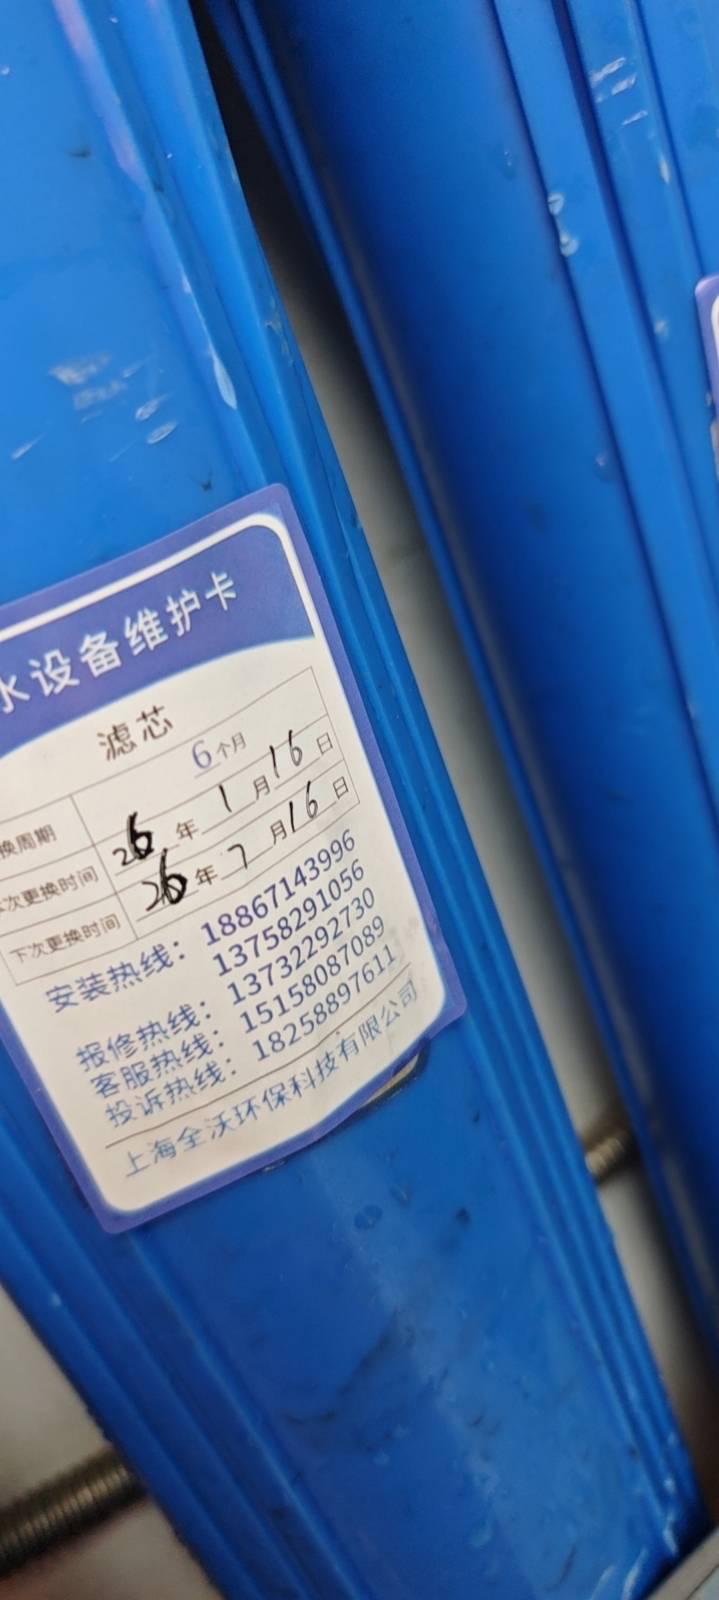 水设备维护卡
滤芯
换周期 6个月
本次更换时间 26年1月16日
下次更换时间 26年7月16日
安装热线：18867143996
13758291056
报修热线：13732292730
客服热线：15158087089
投诉热线：18258897611
上海全沃环保科技有限公司